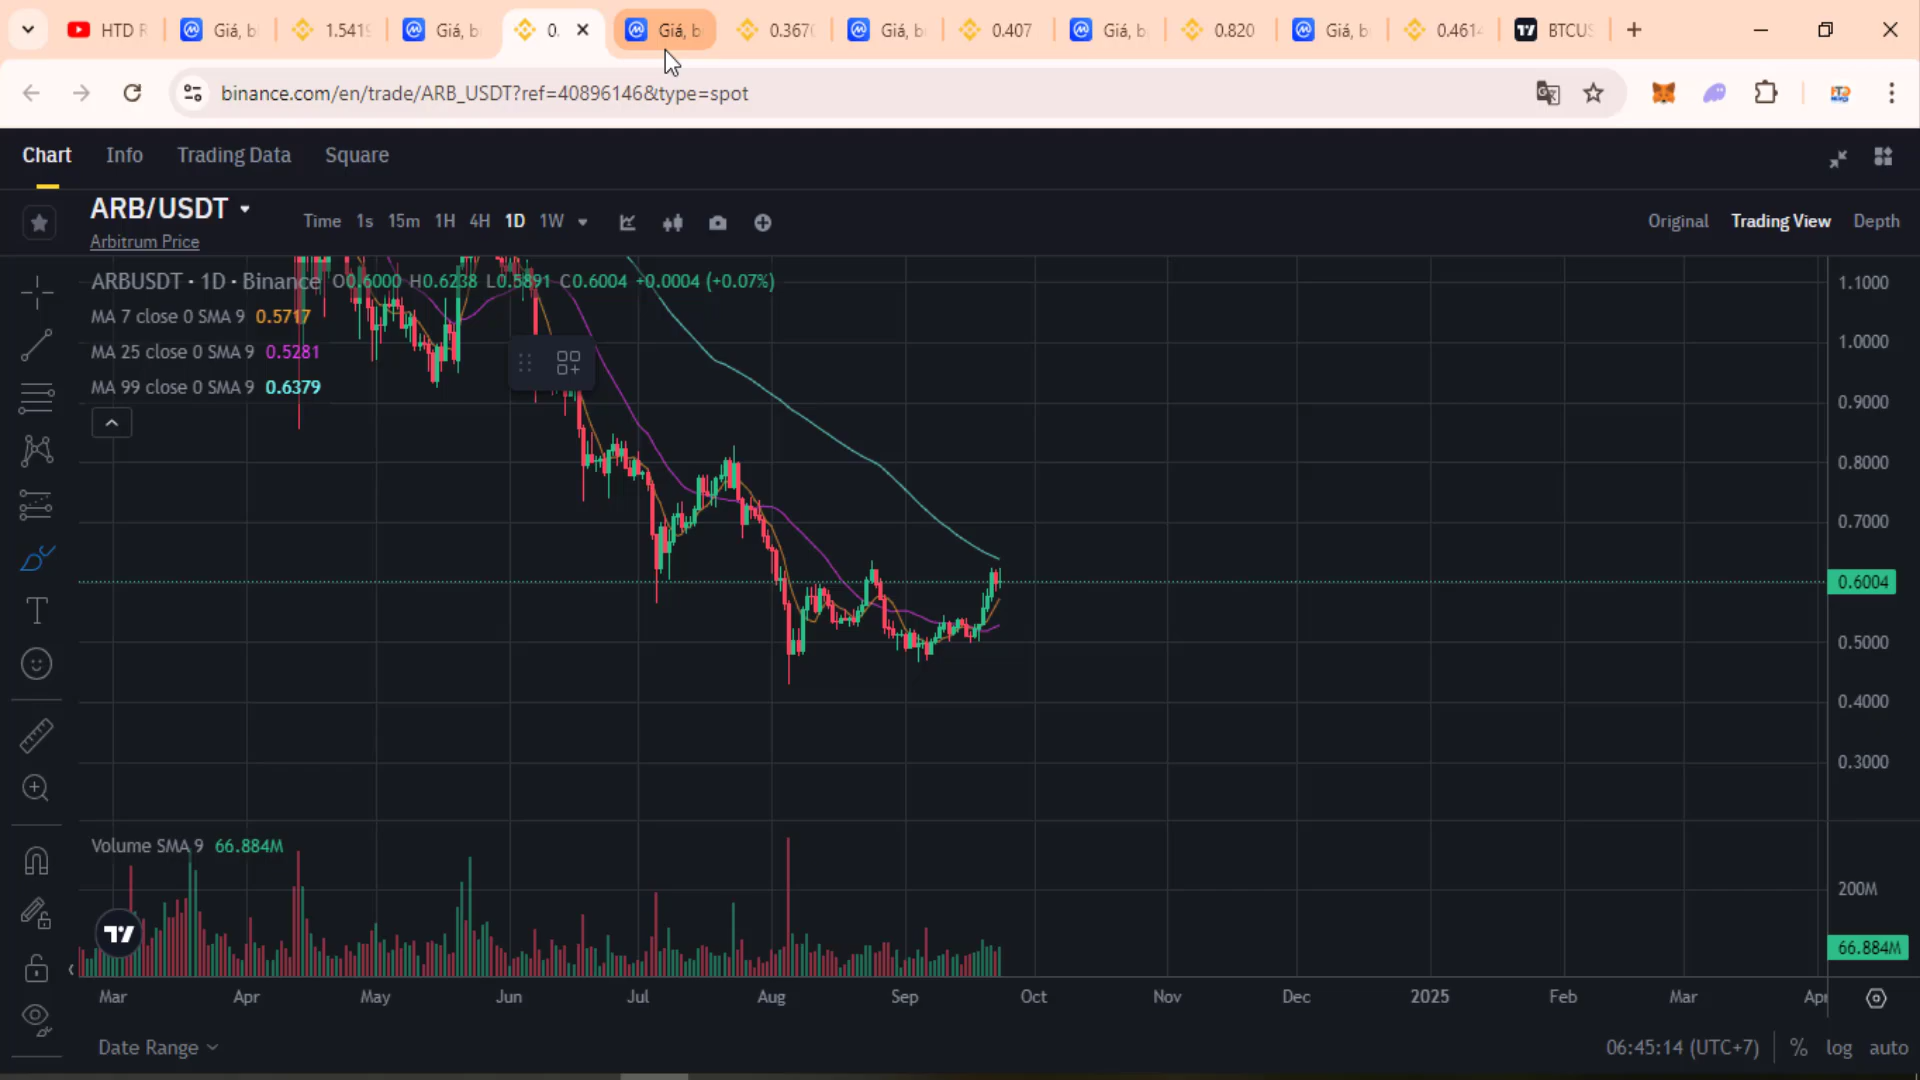 HTD R
Giá, b
1.5419
Giá, b
0.
Giá, b
0.3670
Giá, b
0.407
Giá, b
0.820
Giá, b
0.4614
BTCUS
binance.com/en/trade/ARB_USDT?ref=40896146&type=spot
Chart Info Trading Data Square
ARB/USDT
Arbitrum Price
Time 1s 15m 1H 4H 1D 1W
Original Trading View Depth
ARBUSDT · 1D · Binance O0.6000 H0.6238 L0.5891 C0.6004 +0.0004 (+0.07%)
MA 7 close 0 SMA 9 0.5717
MA 25 close 0 SMA 9 0.5281
MA 99 close 0 SMA 9 0.6379
1.1000
1.0000
0.9000
0.8000
0.7000
0.6004
0.5000
0.4000
0.3000
Volume SMA 9 66.884M
200M
66.884M
Mar Apr May Jun Jul Aug Sep Oct Nov Dec 2025 Feb Mar Apr
Date Range
06:45:14 (UTC+7) % log auto